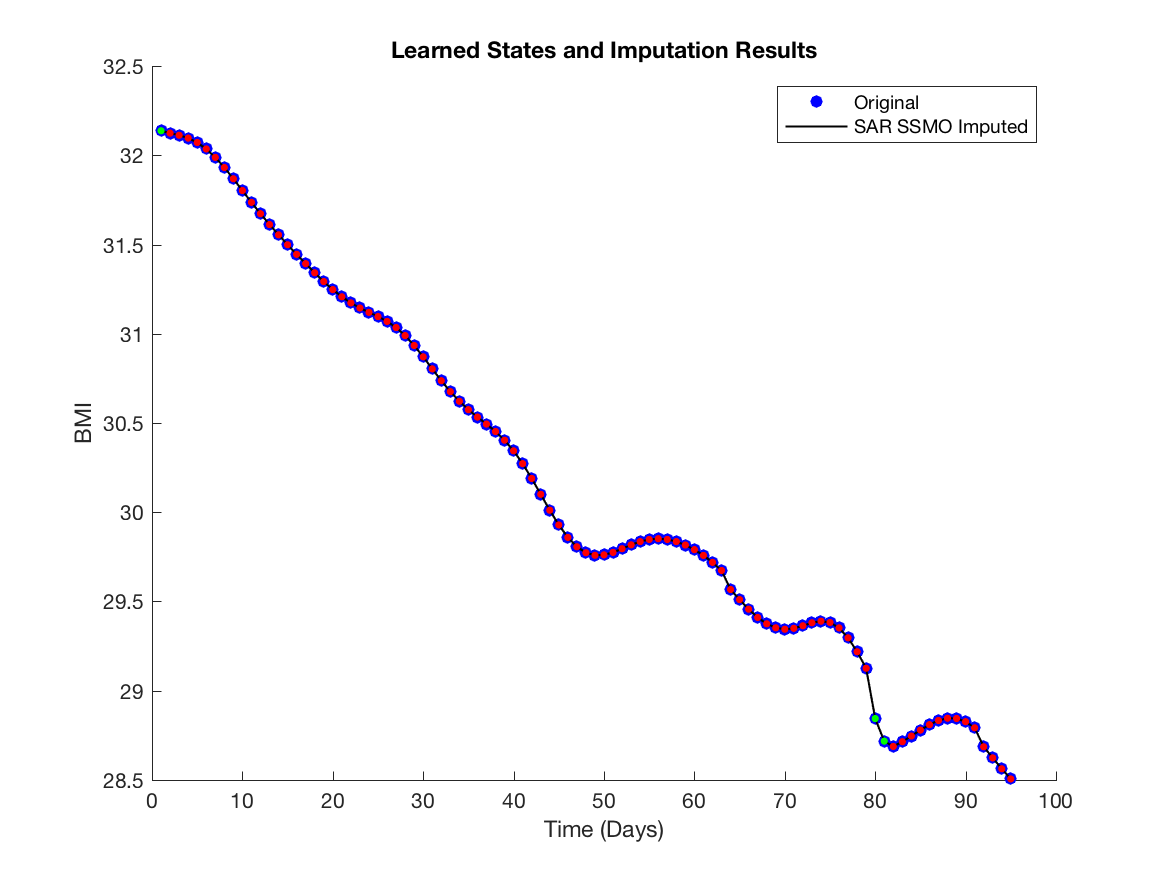 Learned States and Imputation Results
Original
SAR SSMO Imputed
BMI
32.5
32
31.5
31
30.5
30
29.5
29
28.5
0 10 20 30 40 50 60 70 80 90 100
Time (Days)